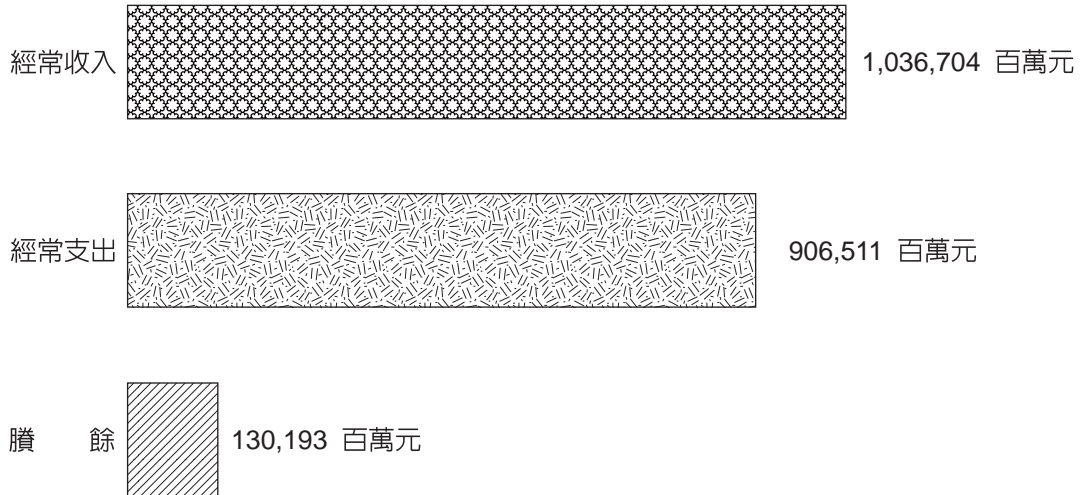 經常收入 1,036,704 百萬元
經常支出 906,511 百萬元
賸 餘 130,193 百萬元